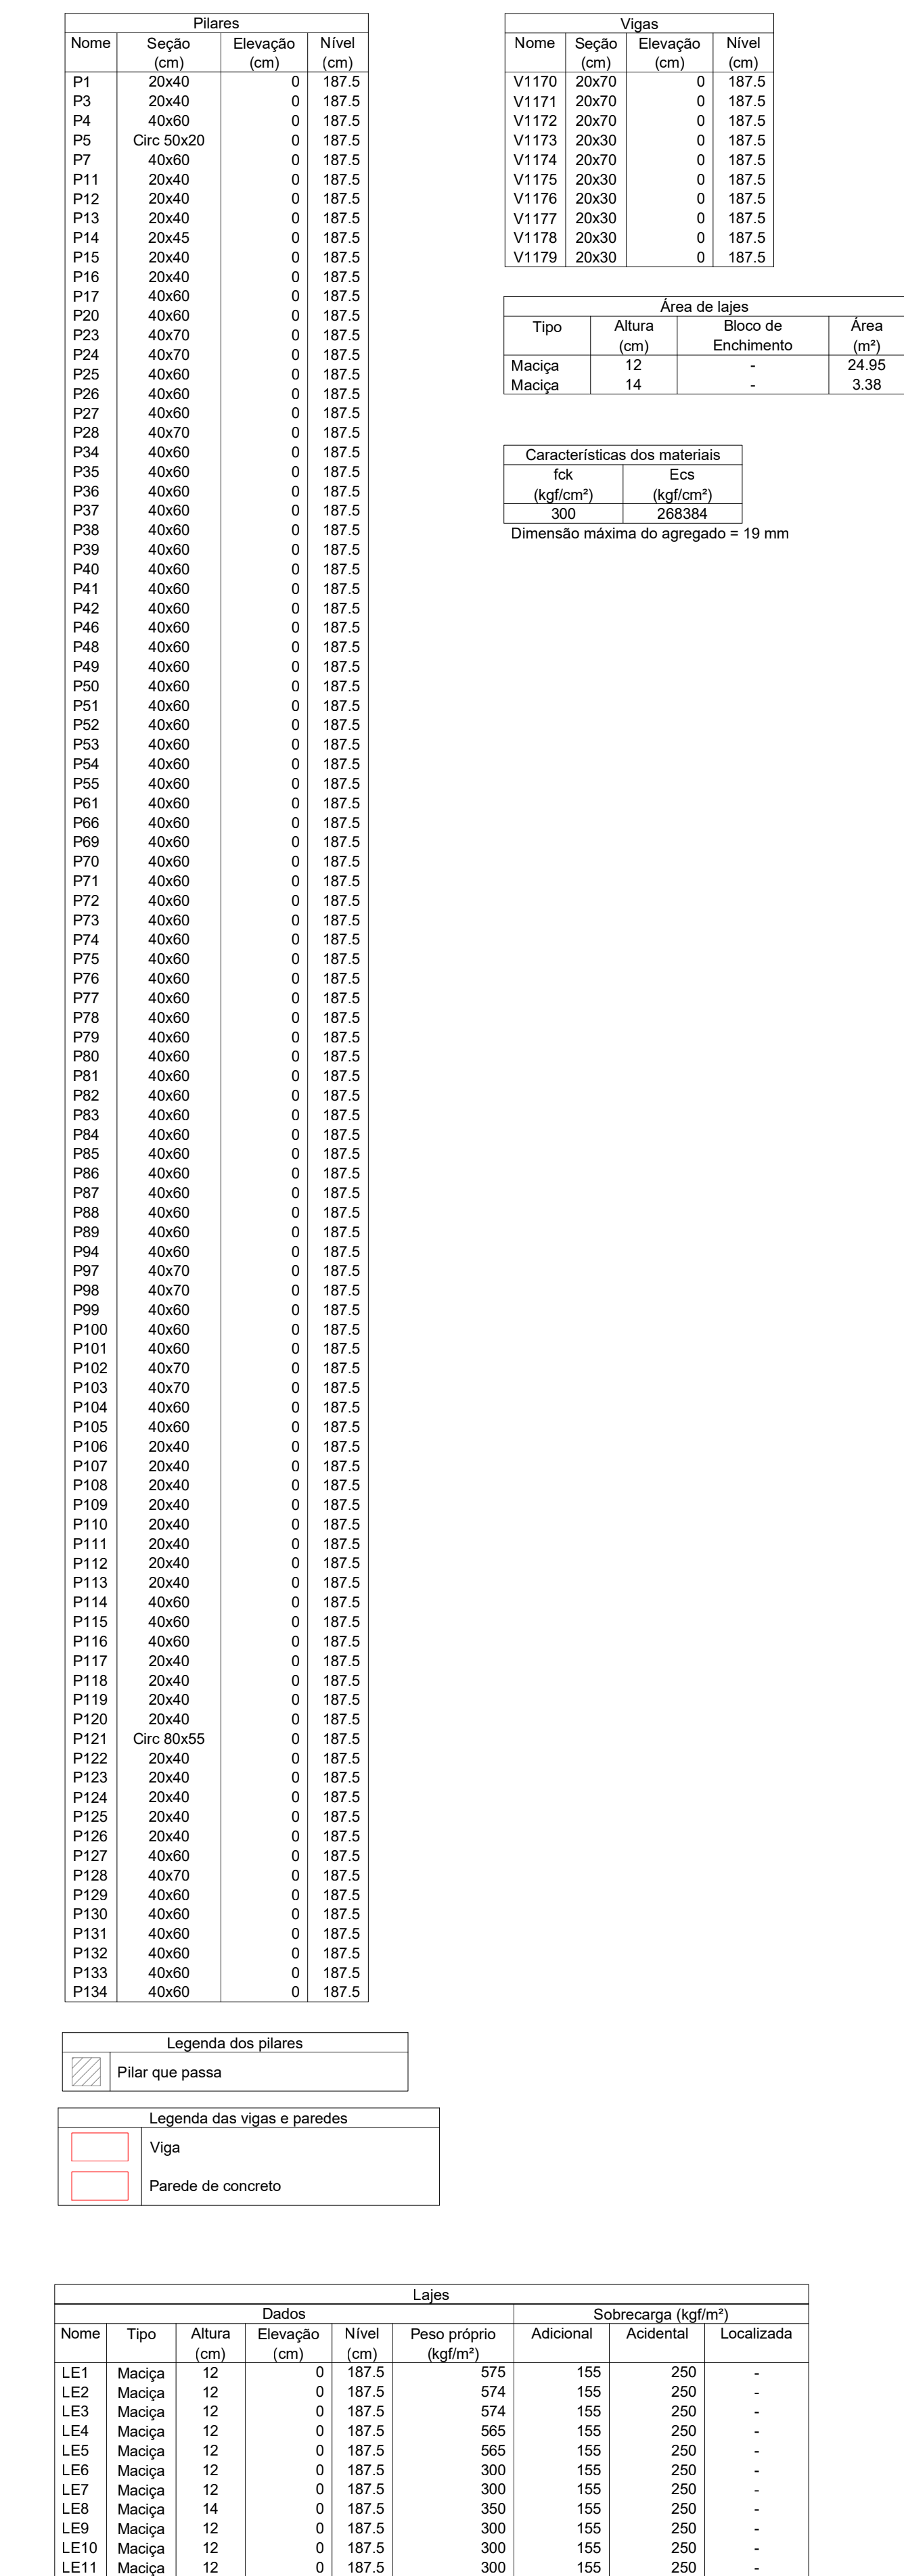 Pilares
Nome Seção (cm) Elevação (cm) Nível (cm)
P1 20x40 0 187.5
P3 20x40 0 187.5
P4 40x60 0 187.5
P5 Circ 50x20 0 187.5
P7 40x60 0 187.5
P11 20x40 0 187.5
P12 20x40 0 187.5
P13 20x40 0 187.5
P14 20x45 0 187.5
P15 20x40 0 187.5
P16 20x40 0 187.5
P17 40x60 0 187.5
P20 40x60 0 187.5
P23 40x70 0 187.5
P24 40x70 0 187.5
P25 40x60 0 187.5
P26 40x60 0 187.5
P27 40x60 0 187.5
P28 40x70 0 187.5
P34 40x60 0 187.5
P35 40x60 0 187.5
P36 40x60 0 187.5
P37 40x60 0 187.5
P38 40x60 0 187.5
P39 40x60 0 187.5
P40 40x60 0 187.5
P41 40x60 0 187.5
P42 40x60 0 187.5
P46 40x60 0 187.5
P48 40x60 0 187.5
P49 40x60 0 187.5
P50 40x60 0 187.5
P51 40x60 0 187.5
P52 40x60 0 187.5
P53 40x60 0 187.5
P54 40x60 0 187.5
P55 40x60 0 187.5
P61 40x60 0 187.5
P66 40x60 0 187.5
P69 40x60 0 187.5
P70 40x60 0 187.5
P71 40x60 0 187.5
P72 40x60 0 187.5
P73 40x60 0 187.5
P74 40x60 0 187.5
P75 40x60 0 187.5
P76 40x60 0 187.5
P77 40x60 0 187.5
P78 40x60 0 187.5
P79 40x60 0 187.5
P80 40x60 0 187.5
P81 40x60 0 187.5
P82 40x60 0 187.5
P83 40x60 0 187.5
P84 40x60 0 187.5
P85 40x60 0 187.5
P86 40x60 0 187.5
P87 40x60 0 187.5
P88 40x60 0 187.5
P89 40x60 0 187.5
P94 40x60 0 187.5
P97 40x70 0 187.5
P98 40x70 0 187.5
P99 40x60 0 187.5
P100 40x60 0 187.5
P101 40x60 0 187.5
P102 40x70 0 187.5
P103 40x70 0 187.5
P104 40x60 0 187.5
P105 40x60 0 187.5
P106 20x40 0 187.5
P107 20x40 0 187.5
P108 20x40 0 187.5
P109 20x40 0 187.5
P110 20x40 0 187.5
P111 20x40 0 187.5
P112 20x40 0 187.5
P113 20x40 0 187.5
P114 40x60 0 187.5
P115 40x60 0 187.5
P116 40x60 0 187.5
P117 20x40 0 187.5
P118 20x40 0 187.5
P119 20x40 0 187.5
P120 20x40 0 187.5
P121 Circ 80x55 0 187.5
P122 20x40 0 187.5
P123 20x40 0 187.5
P124 20x40 0 187.5
P125 20x40 0 187.5
P126 20x40 0 187.5
P127 40x60 0 187.5
P128 40x70 0 187.5
P129 40x60 0 187.5
P130 40x60 0 187.5
P131 40x60 0 187.5
P132 40x60 0 187.5
P133 40x60 0 187.5
P134 40x60 0 187.5
Vigas
Nome Seção (cm) Elevação (cm) Nível (cm)
V1170 20x70 0 187.5
V1171 20x70 0 187.5
V1172 20x70 0 187.5
V1173 20x30 0 187.5
V1174 20x70 0 187.5
V1175 20x30 0 187.5
V1176 20x30 0 187.5
V1177 20x30 0 187.5
V1178 20x30 0 187.5
V1179 20x30 0 187.5
Área de lajes
Tipo Altura (cm) Bloco de Enchimento Área (m²)
Maciça 12 - 24.95
Maciça 14 - 3.38
Características dos materiais
fck (kgf/cm²) Ecs (kgf/cm²)
300 268384
Dimensão máxima do agregado = 19 mm
Legenda dos pilares
Pilar que passa
Legenda das vigas e paredes
Viga
Parede de concreto
Lajes
Dados Sobrecarga (kgf/m²)
Nome Tipo Altura (cm) Elevação (cm) Nível (cm) Peso próprio (kgf/m²) Adicional Acidental Localizada
LE1 Maciça 12 0 187.5 575 155 250 -
LE2 Maciça 12 0 187.5 574 155 250 -
LE3 Maciça 12 0 187.5 574 155 250 -
LE4 Maciça 12 0 187.5 565 155 250 -
LE5 Maciça 12 0 187.5 565 155 250 -
LE6 Maciça 12 0 187.5 300 155 250 -
LE7 Maciça 12 0 187.5 300 155 250 -
LE8 Maciça 14 0 187.5 350 155 250 -
LE9 Maciça 12 0 187.5 300 155 250 -
LE10 Maciça 12 0 187.5 300 155 250 -
LE11 Maciça 12 0 187.5 300 155 250 -